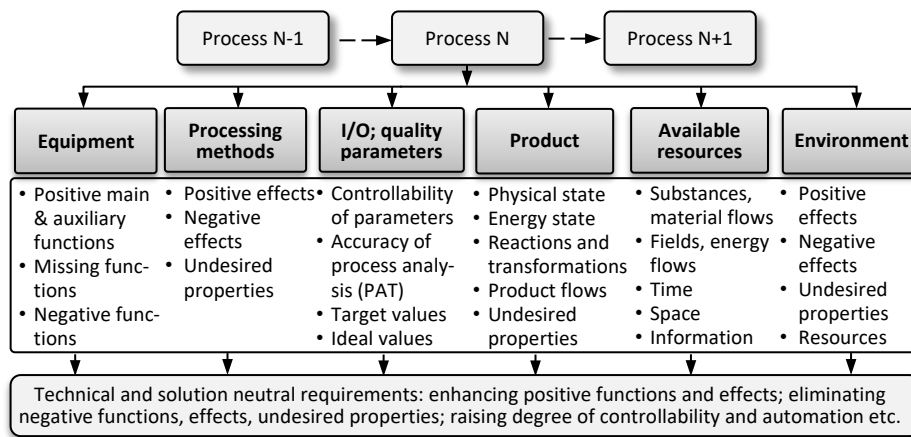 Process N-1
Process N
Process N+1
Equipment
Processing
methods
I/O; quality
parameters
Product
Available
resources
Environment
• Positive main
& auxiliary
functions
• Missing func-
tions
• Negative func-
tions
• Positive effects
• Negative
effects
• Undesired
properties
• Controllability
of parameters
• Accuracy of
process analy-
sis (PAT)
• Target values
• Ideal values
• Physical state
• Energy state
• Reactions and
transformations
• Product flows
• Undesired
properties
• Substances,
material flows
• Fields, energy
flows
• Time
• Space
• Information
• Positive
effects
• Negative
effects
• Undesired
properties
• Resources
Technical and solution neutral requirements: enhancing positive functions and effects; eliminating
negative functions, effects, undesired properties; raising degree of controllability and automation etc.